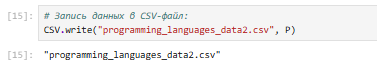 [15]: # Запись данных в CSV-файл:
CSV.write("programming_languages_data2.csv", P)
[15]: "programming_languages_data2.csv"